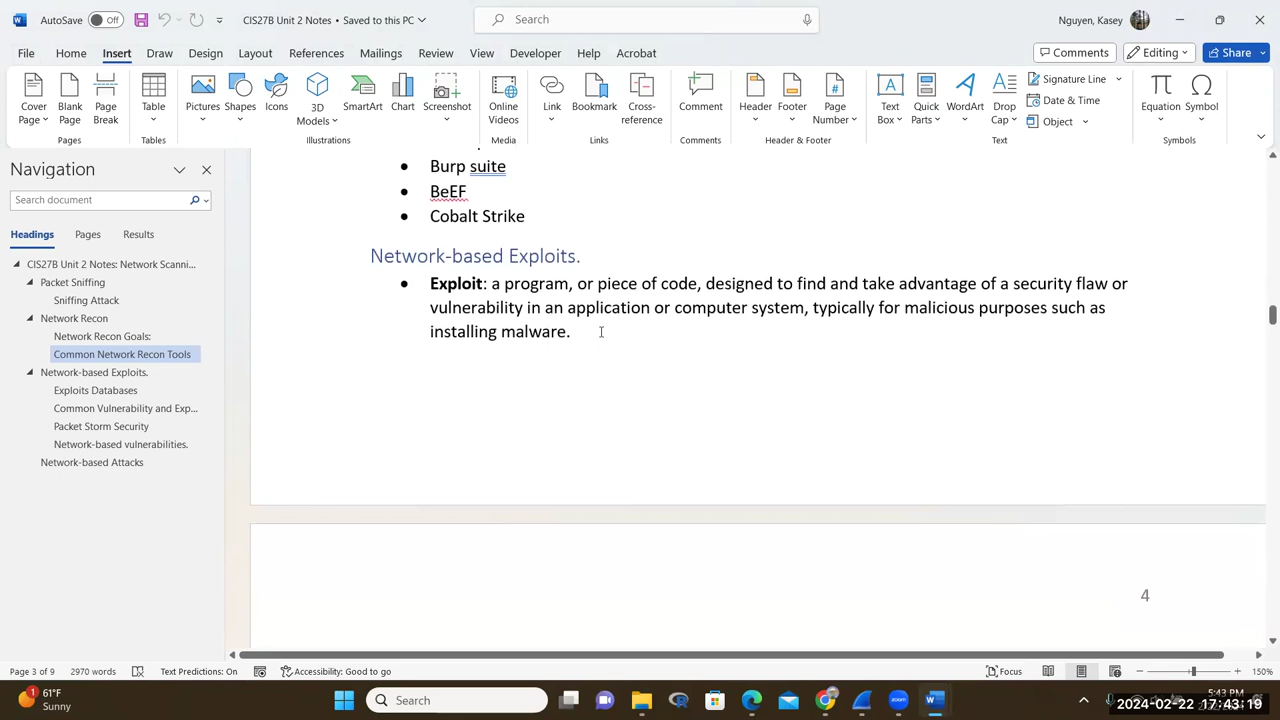 AutoSave Off CIS27B Unit 2 Notes • Saved to this PC Search Nguyen, Kasey
File Home Insert Draw Design Layout References Mailings Review View Developer Help Acrobat Comments Editing Share
Cover Page Blank Page Page Break Table Pictures Shapes Icons 3D Models SmartArt Chart Screenshot Online Videos Link Bookmark Cross-reference Comment Header Footer Page Number Text Box Quick Parts WordArt Drop Cap Signature Line Date & Time Object Equation Symbol
Pages Tables Illustrations Media Links Comments Header & Footer Text Symbols
Navigation
Search document
Headings Pages Results
CIS27B Unit 2 Notes: Network Scanni...
Packet Sniffing
Sniffing Attack
Network Recon
Network Recon Goals:
Common Network Recon Tools
Network-based Exploits.
Exploits Databases
Common Vulnerability and Exp...
Packet Storm Security
Network-based vulnerabilities.
Network-based Attacks
• Burp suite
• BeEF
• Cobalt Strike
Network-based Exploits.
• Exploit: a program, or piece of code, designed to find and take advantage of a security flaw or
vulnerability in an application or computer system, typically for malicious purposes such as
installing malware.
4
Page 3 of 9 2970 words Text Predictions: On Accessibility: Good to go Focus 150%
1 61°F
Sunny
Search
zoom
5:43 PM
2024-02-22 17:43:19